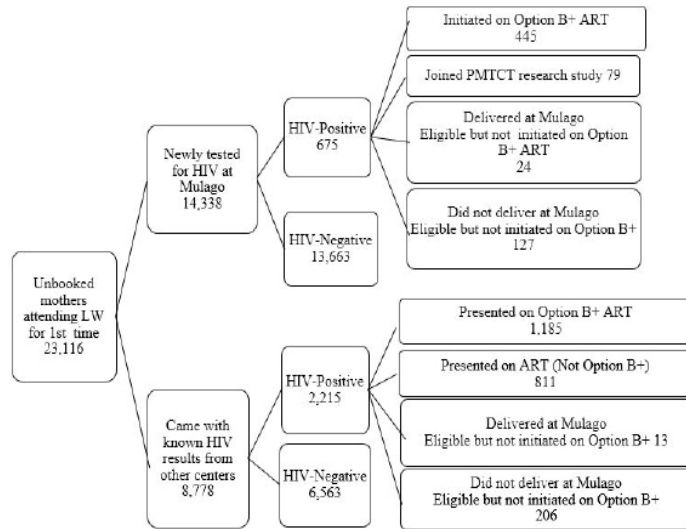 Initiated on Option B+ ART
445
Joined PMTCT research study 79
Delivered at Mulago
Eligible but not initiated on Option
B+ ART
24
Did not deliver at Mulago
Eligible but not initiated on Option B+
127
HIV-Positive
675
HIV-Negative
13,663
Newly tested
for HIV at
Mulago
14,338
Unbooked
mothers
attending LW
for 1st time
23,116
Came with
known HIV
results from
other centers
8,778
HIV-Positive
2,215
HIV-Negative
6,563
Presented on Option B+ ART
1,185
Presented on ART (Not Option B+)
811
Delivered at Mulago
Eligible but not initiated on Option B+ 13
Did not deliver at Mulago
Eligible but not initiated on Option B+
206